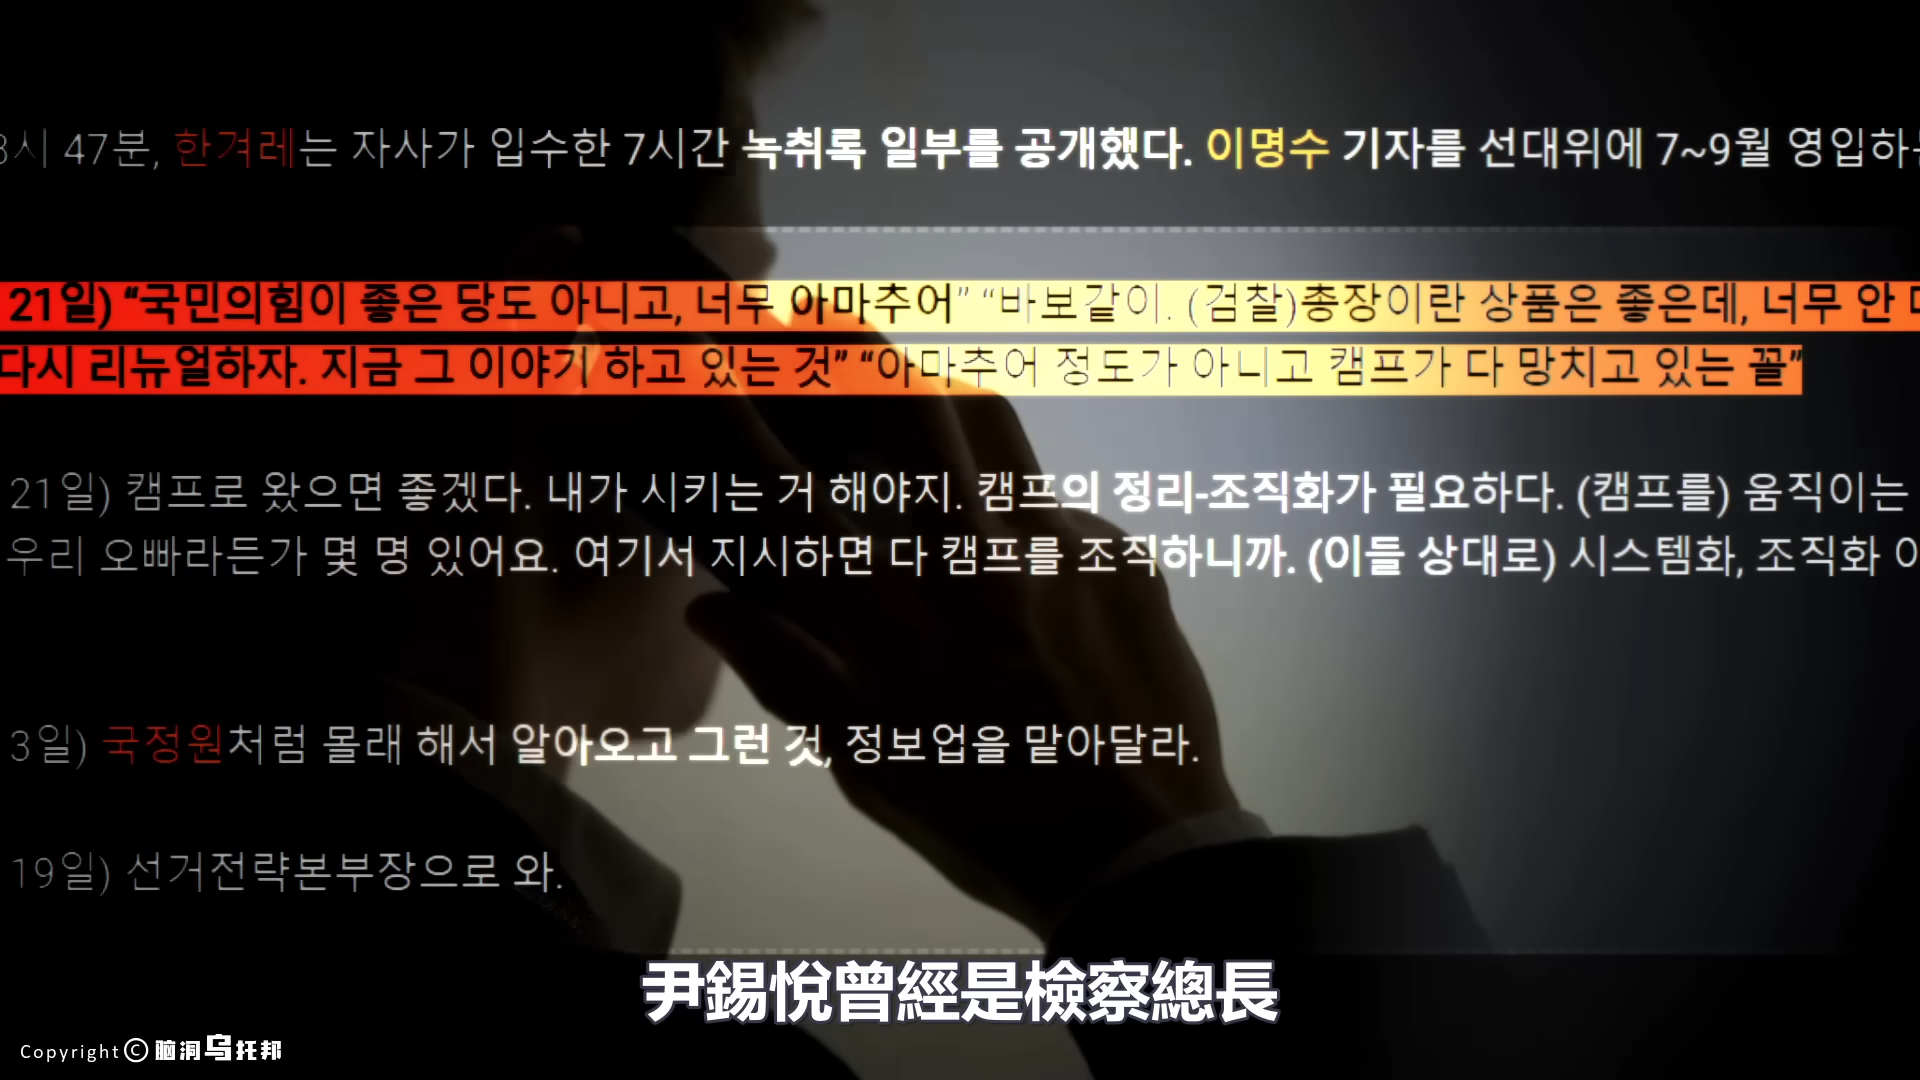 시 47분, 한겨레는 자사가 입수한 7시간 녹취록 일부를 공개했다. 이명수 기자를 선대위에 7~9월 영입하
21일) “국민의힘이 좋은 당도 아니고, 너무 아마추어” “바보같이. (검찰)총장이란 상품은 좋은데, 너무 안
다시 리뉴얼하자. 지금 그 이야기 하고 있는 것” “아마추어 정도가 아니고 캠프가 다 망치고 있는 꼴”
21일) 캠프로 왔으면 좋겠다. 내가 시키는 거 해야지. 캠프의 정리-조직화가 필요하다. (캠프를) 움직이는
우리 오빠라든가 몇 명 있어요. 여기서 지시하면 다 캠프를 조직하니까. (이들 상대로) 시스템화, 조직화
3일) 국정원처럼 몰래 해서 알아오고 그런 것, 정보업을 맡아달라.
19일) 선거전략본부장으로 와.
尹錫悅曾經是檢察總長
Copyright © 脑洞乌托邦